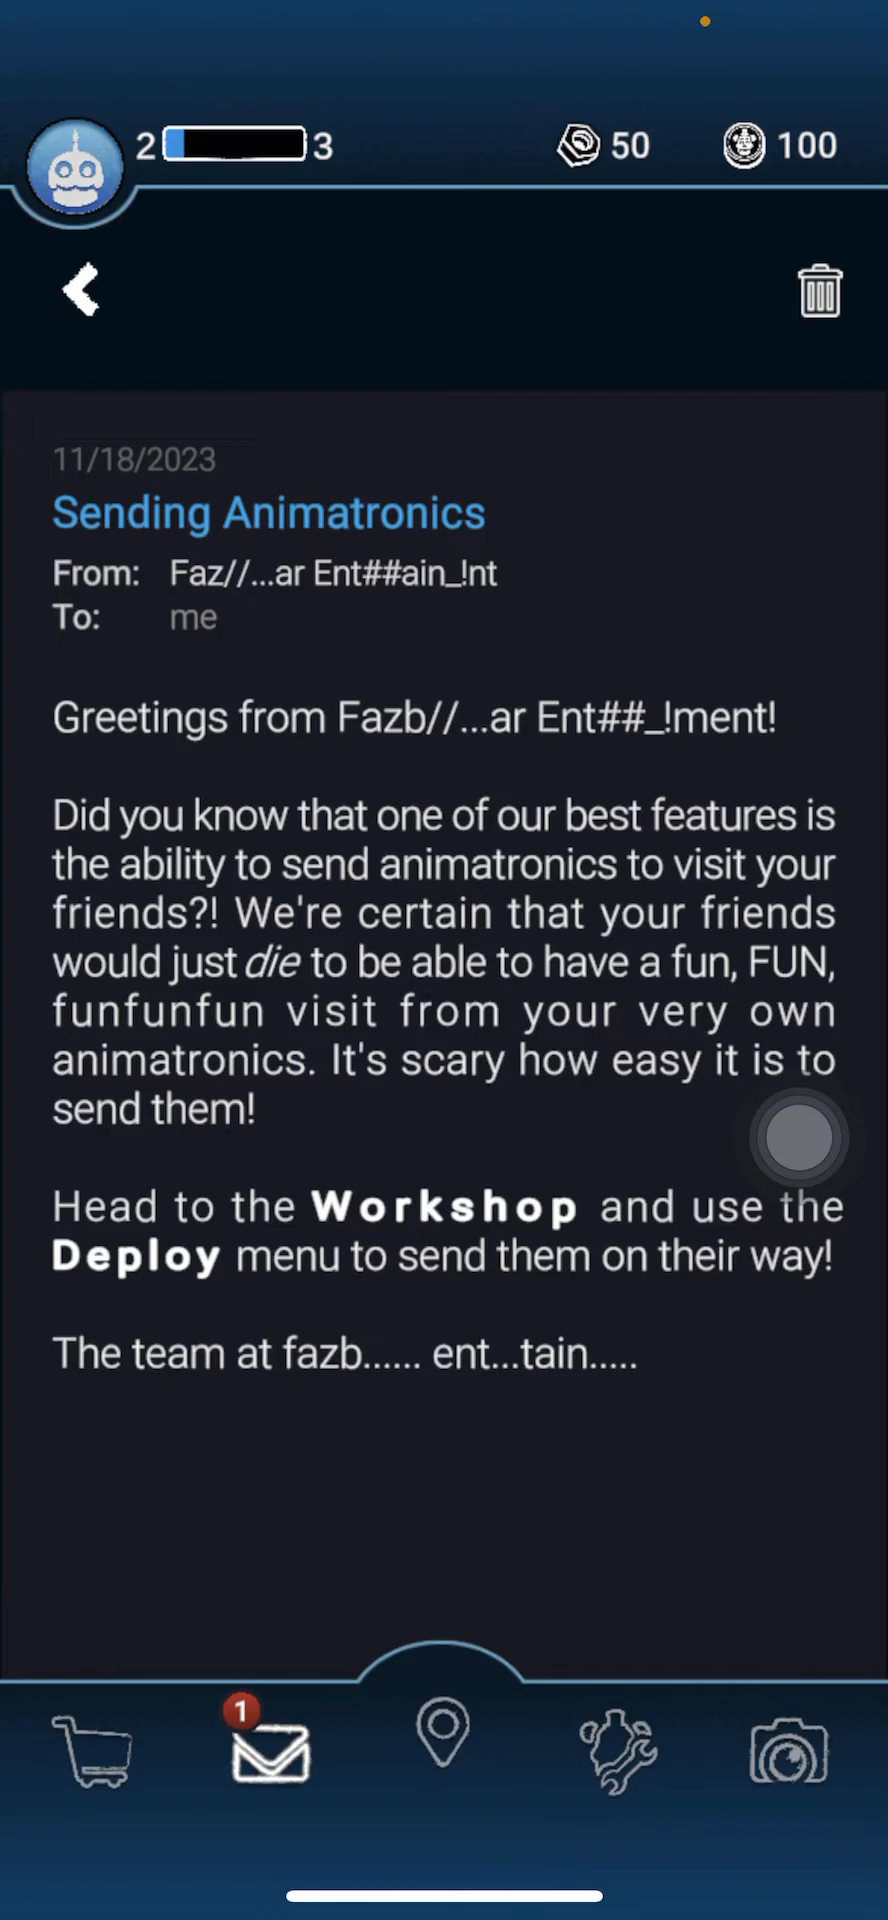 2 3 50 100
11/18/2023
Sending Animatronics
From: Faz//...ar Ent##ain_!nt
To: me
Greetings from Fazb//...ar Ent##_!ment!
Did you know that one of our best features is
the ability to send animatronics to visit your
friends?! We're certain that your friends
would just die to be able to have a fun, FUN,
funfunfun visit from your very own
animatronics. It's scary how easy it is to
send them!
Head to the Workshop and use the
Deploy menu to send them on their way!
The team at fazb...... ent...tain.....
1